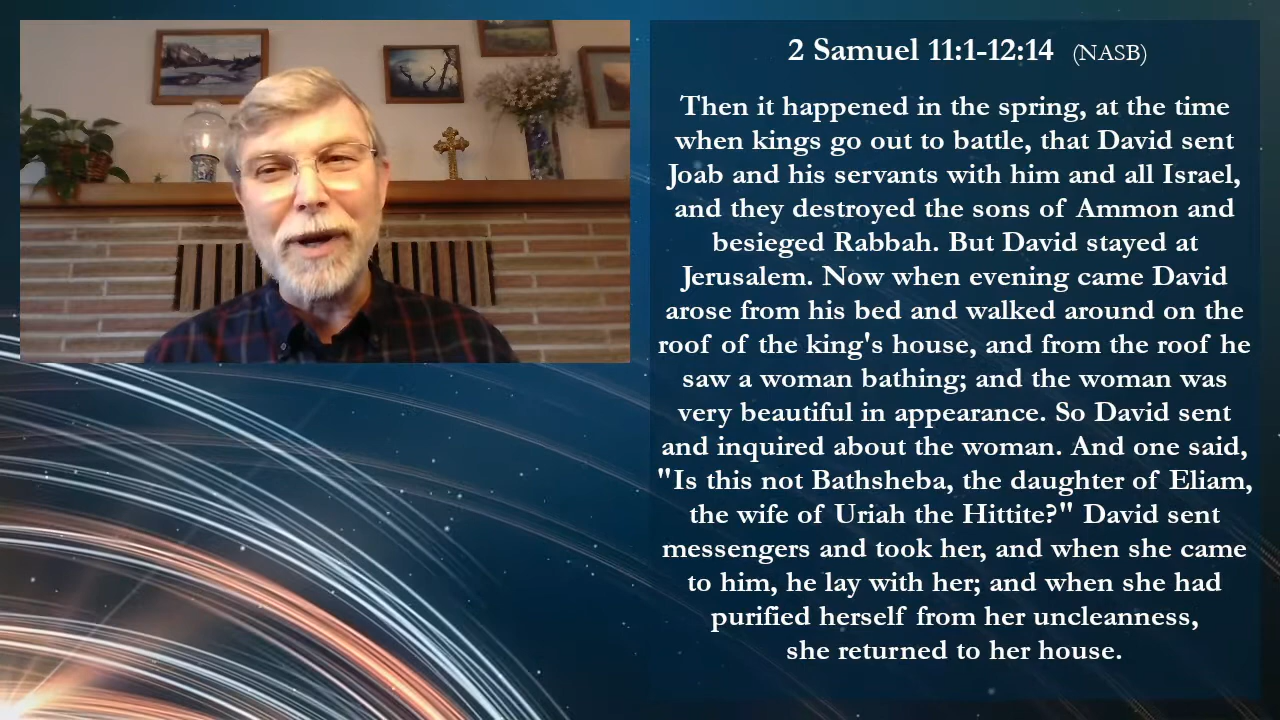 2 Samuel 11:1-12:14 (NASB)
Then it happened in the spring, at the time
when kings go out to battle, that David sent
Joab and his servants with him and all Israel,
and they destroyed the sons of Ammon and
besieged Rabbah. But David stayed at
Jerusalem. Now when evening came David
arose from his bed and walked around on the
roof of the king's house, and from the roof he
saw a woman bathing; and the woman was
very beautiful in appearance. So David sent
and inquired about the woman. And one said,
"Is this not Bathsheba, the daughter of Eliam,
the wife of Uriah the Hittite?" David sent
messengers and took her, and when she came
to him, he lay with her; and when she had
purified herself from her uncleanness,
she returned to her house.